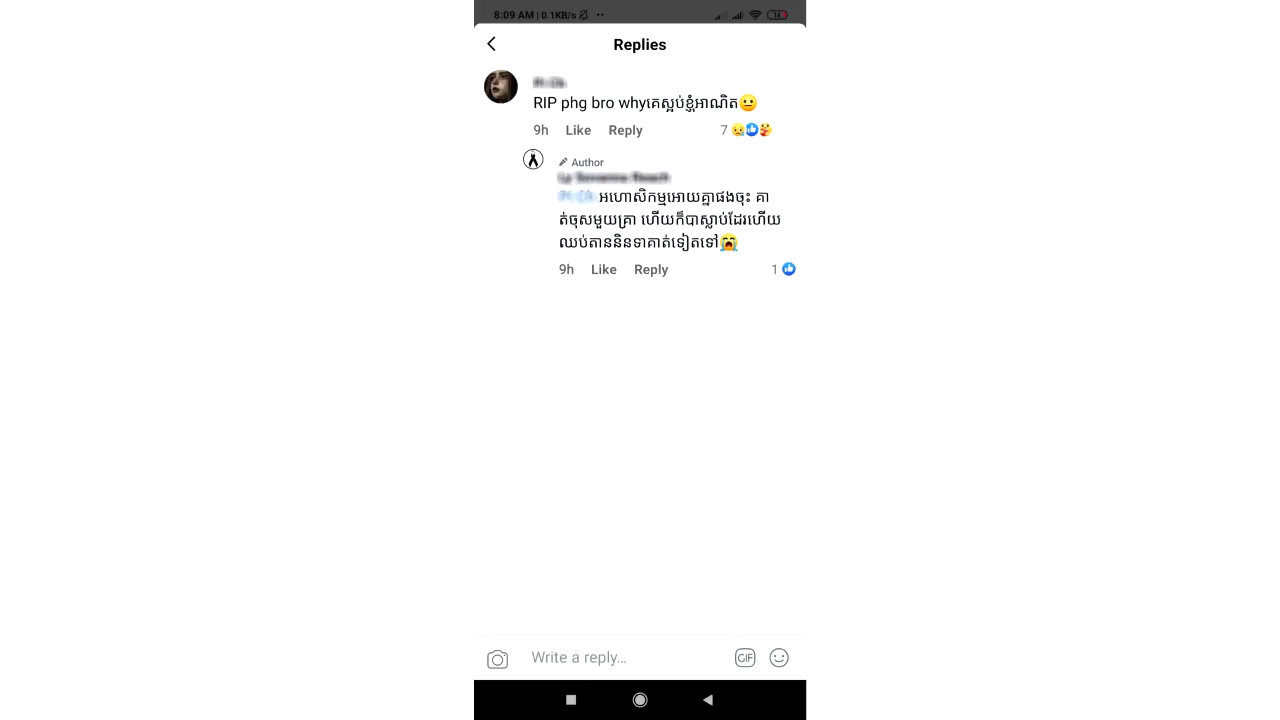 8:09 AM | 0.1KB/s
14
Replies
RIP phg bro whyគេស្អប់ខ្ញុំអាណិត😐
9h Like Reply 7
Author
អហោសិកម្មអោយគ្នាផងចុះ គា
ត់ចុសមួយគ្រា ហើយក៏បាស្លាប់ដែរហើយ
ឈប់តាននិនទាគាត់ទៀតទៅ😭
9h Like Reply 1
Write a reply...
GIF